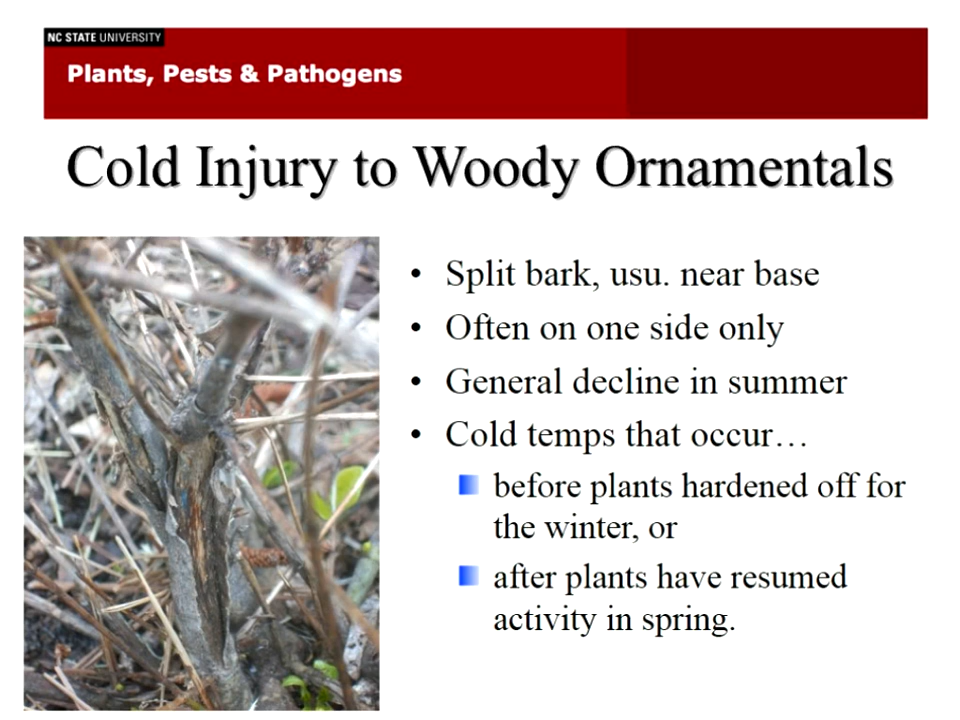 NC STATE UNIVERSITY
Plants, Pests & Pathogens
Cold Injury to Woody Ornamentals
• Split bark, usu. near base
• Often on one side only
• General decline in summer
• Cold temps that occur…
before plants hardened off for
the winter, or
after plants have resumed
activity in spring.